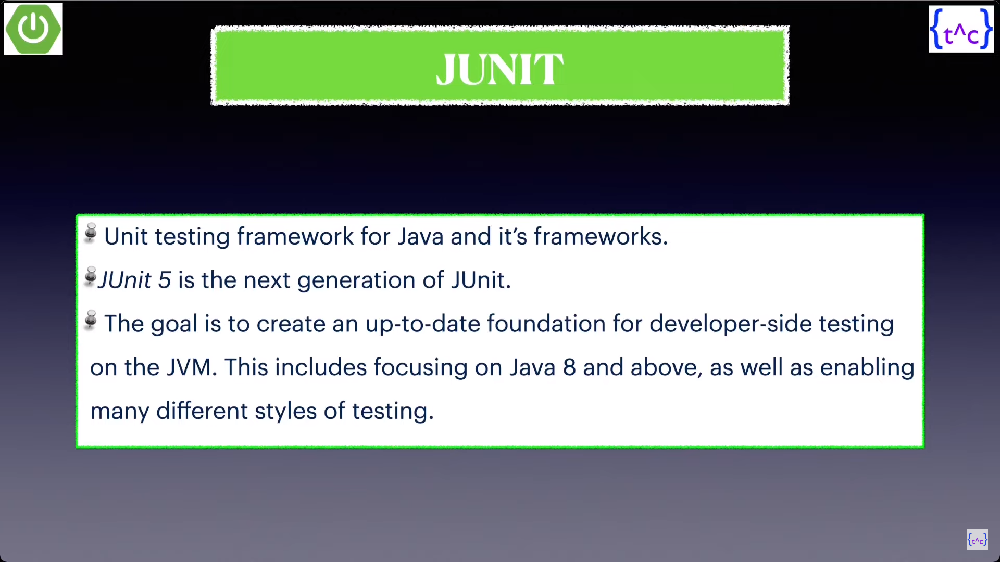 {t^c}
JUNIT
Unit testing framework for Java and it’s frameworks.
JUnit 5 is the next generation of JUnit.
The goal is to create an up-to-date foundation for developer-side testing
on the JVM. This includes focusing on Java 8 and above, as well as enabling
many different styles of testing.
{t^c}